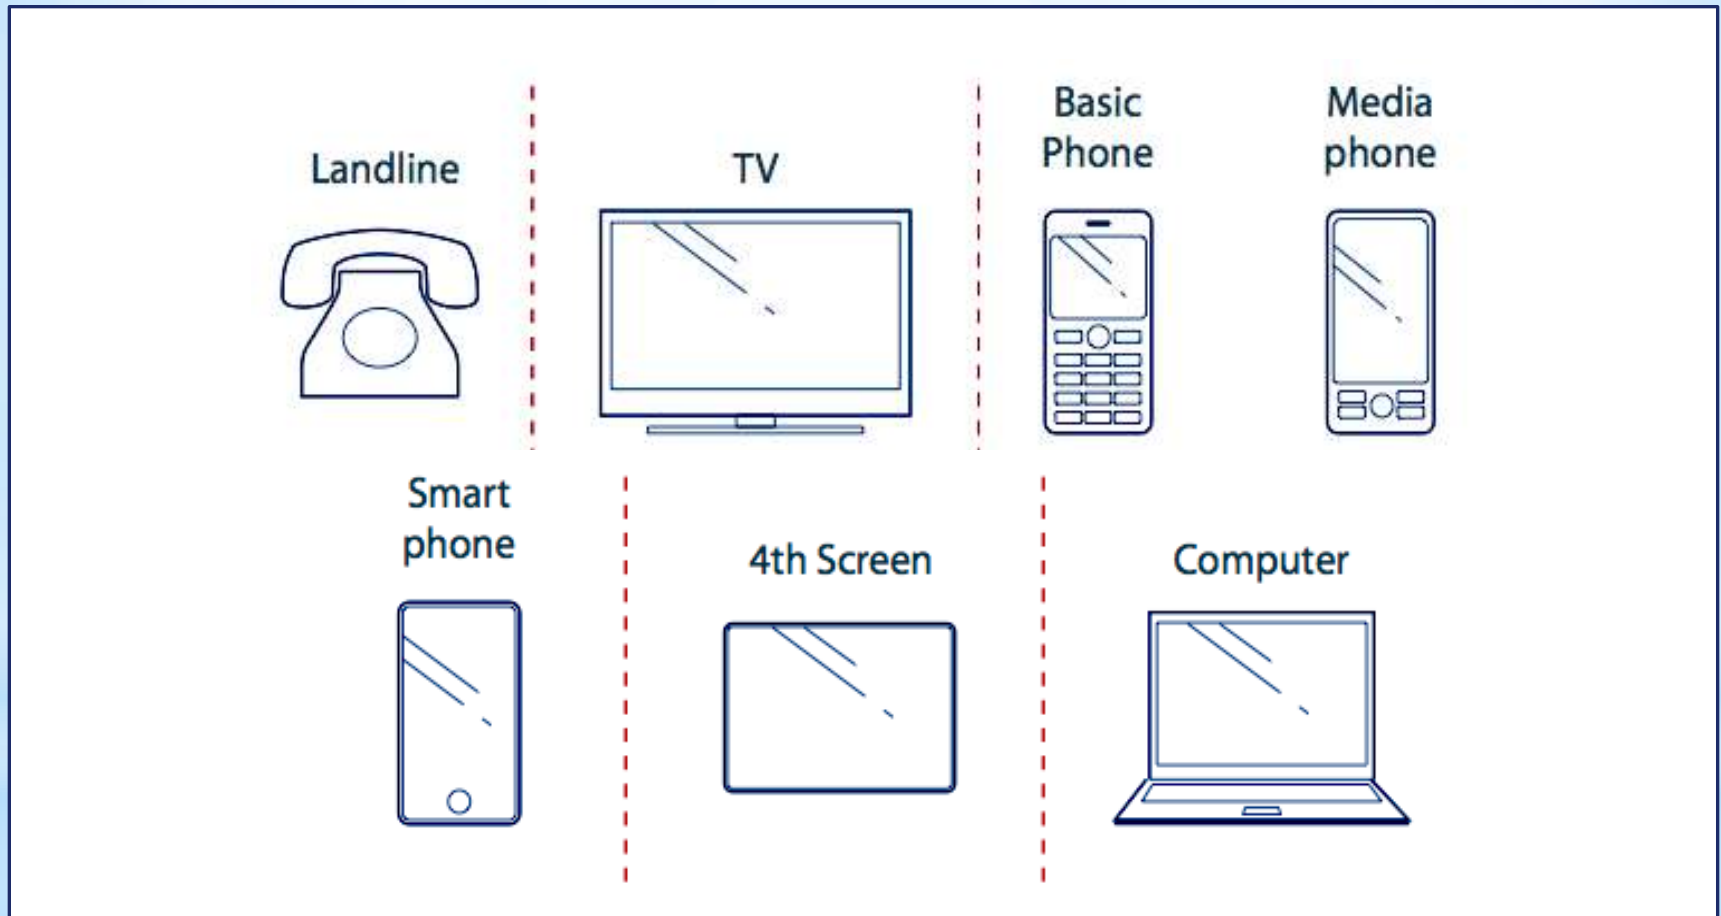 Landline
TV
Basic
Phone
Media
phone
Smart
phone
4th Screen
Computer